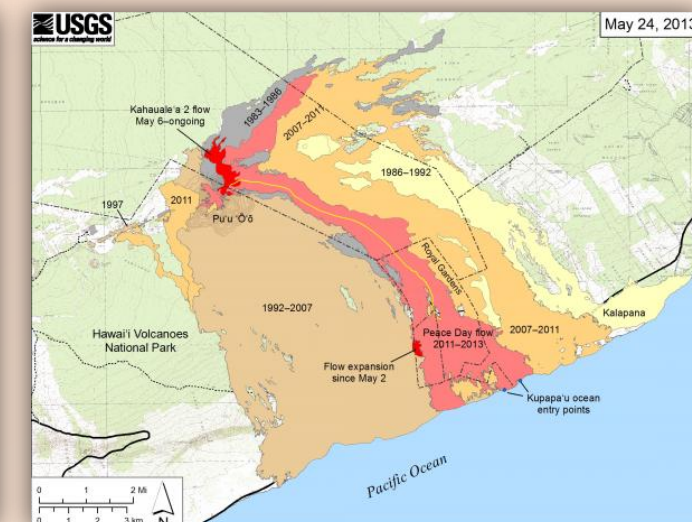 USGS
science for a changing world
May 24, 2013
Kahauale'a 2 flow
May 6–ongoing
1983–1986
2007–2011
1986–1992
1997
2011
Pu'u 'Ō'ō
Royal Gardens
1992–2007
Kalapana
Hawai'i Volcanoes
National Park
Peace Day flow
2011–2013
2007–2011
Flow expansion
since May 2
Kupapa'u ocean
entry points
Pacific Ocean
0 1 2 Mi
0 1 2 3 km
N